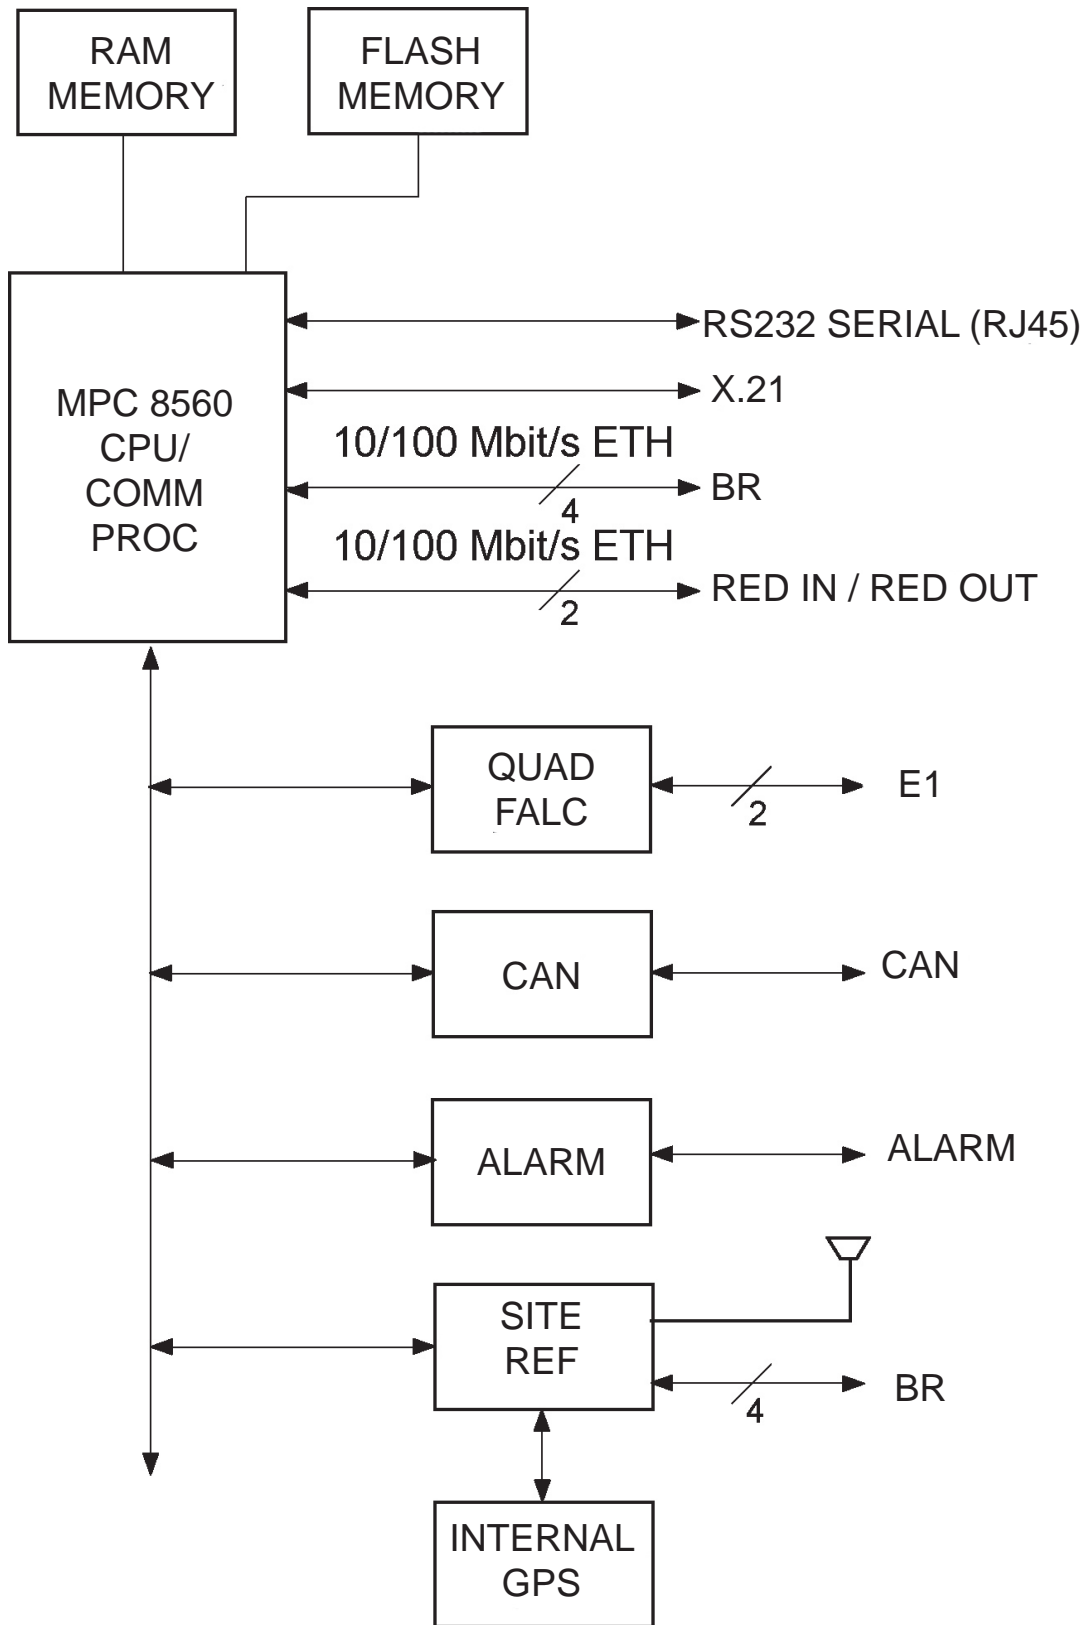 RAM
MEMORY
FLASH
MEMORY
MPC 8560
CPU/
COMM
PROC
RS232 SERIAL (RJ45)
X.21
10/100 Mbit/s ETH
4
BR
10/100 Mbit/s ETH
2
RED IN / RED OUT
QUAD
FALC
2
E1
CAN
CAN
ALARM
ALARM
SITE
REF
4
BR
INTERNAL
GPS